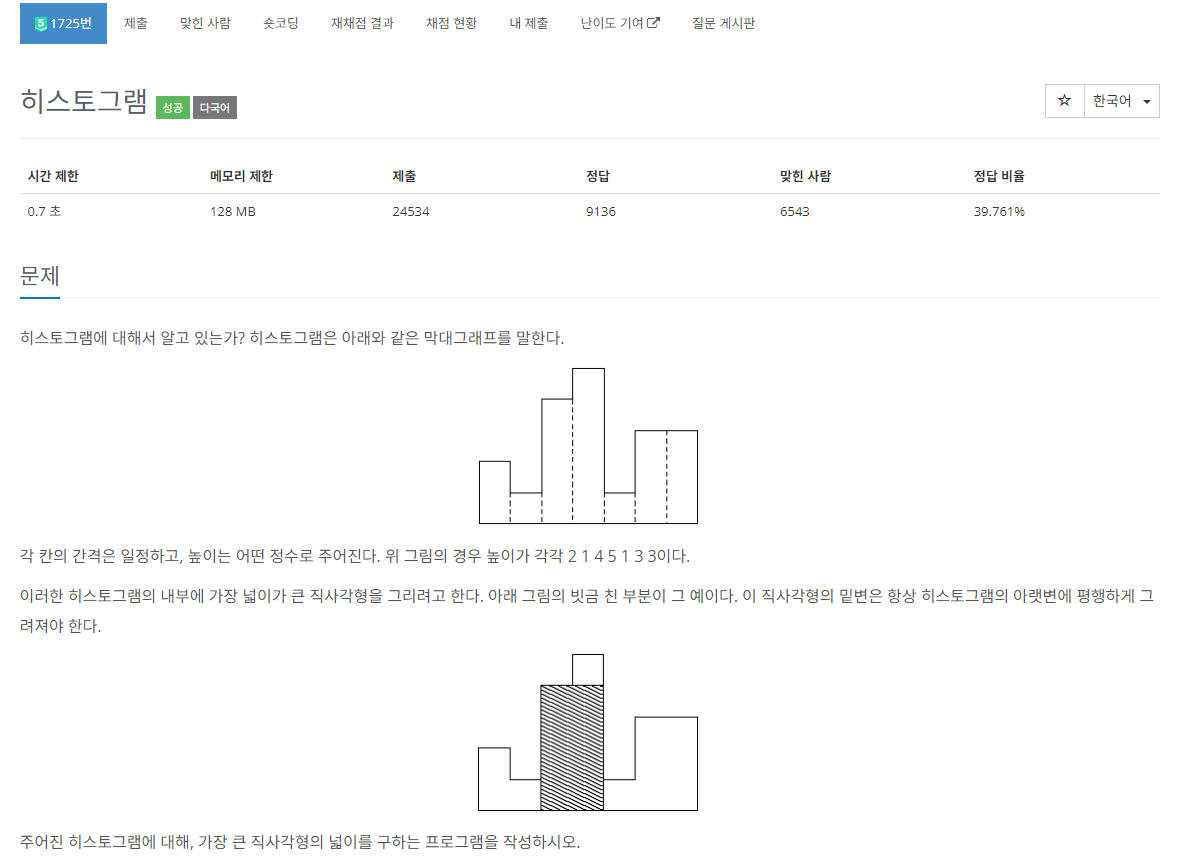 5 1725번 제출 맞힌 사람 숏코딩 재채점 결과 채점 현황 내 제출 난이도 기여 질문 게시판
히스토그램 성공 다국어
☆ 한국어
시간 제한 메모리 제한 제출 정답 맞힌 사람 정답 비율
0.7 초 128 MB 24534 9136 6543 39.761%
문제
히스토그램에 대해서 알고 있는가? 히스토그램은 아래와 같은 막대그래프를 말한다.
각 칸의 간격은 일정하고, 높이는 어떤 정수로 주어진다. 위 그림의 경우 높이가 각각 2 1 4 5 1 3 3이다.
이러한 히스토그램의 내부에 가장 넓이가 큰 직사각형을 그리려고 한다. 아래 그림의 빗금 친 부분이 그 예이다. 이 직사각형의 밑변은 항상 히스토그램의 아랫변에 평행하게 그
려져야 한다.
주어진 히스토그램에 대해, 가장 큰 직사각형의 넓이를 구하는 프로그램을 작성하시오.